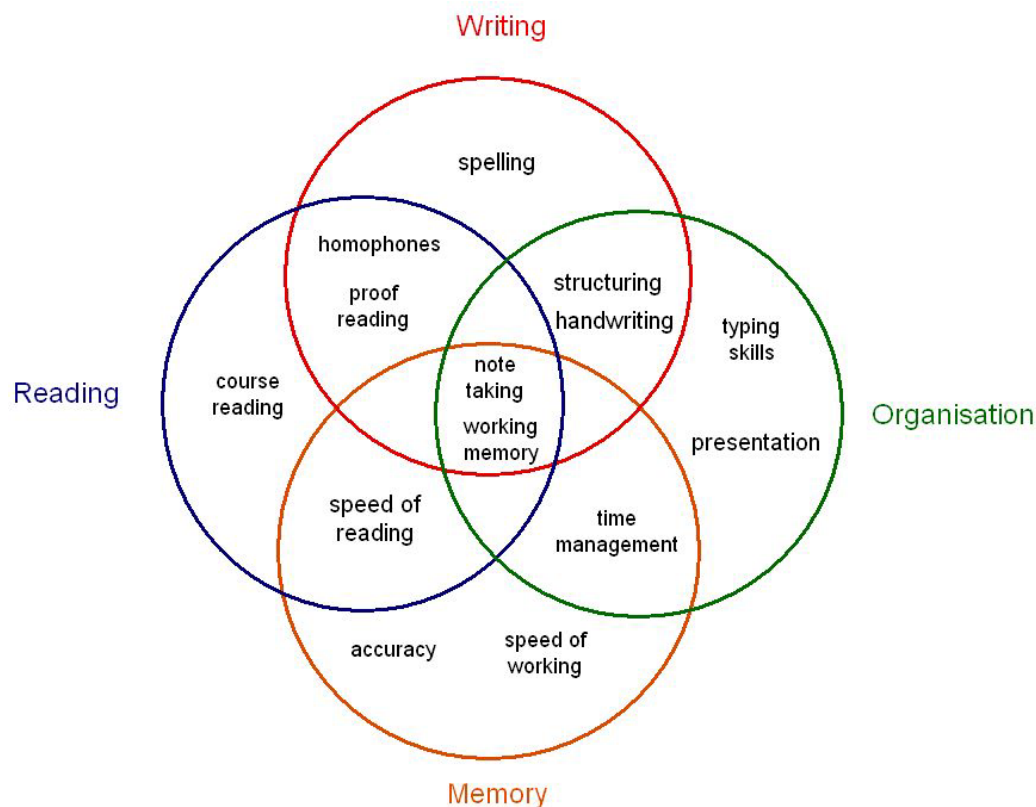 Writing
spelling
homophones
proof
reading
structuring
handwriting
typing
skills
note
taking
course
reading
Reading
Organisation
working
memory
presentation
speed of
reading
time
management
accuracy
speed of
working
Memory